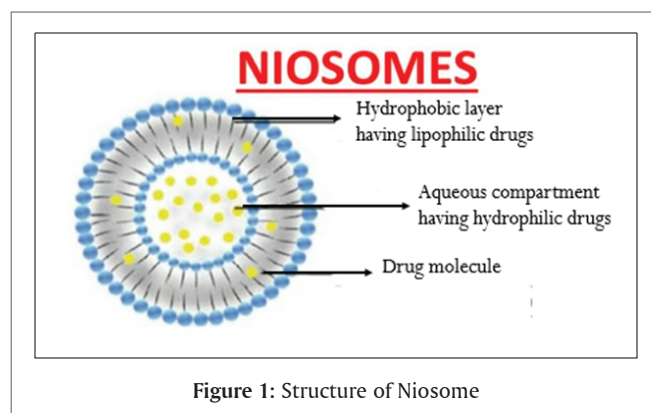 NIOSOMES
Hydrophobic layer
having lipophilic drugs
Aqueous compartment
having hydrophilic drugs
Drug molecule
Figure 1: Structure of Niosome